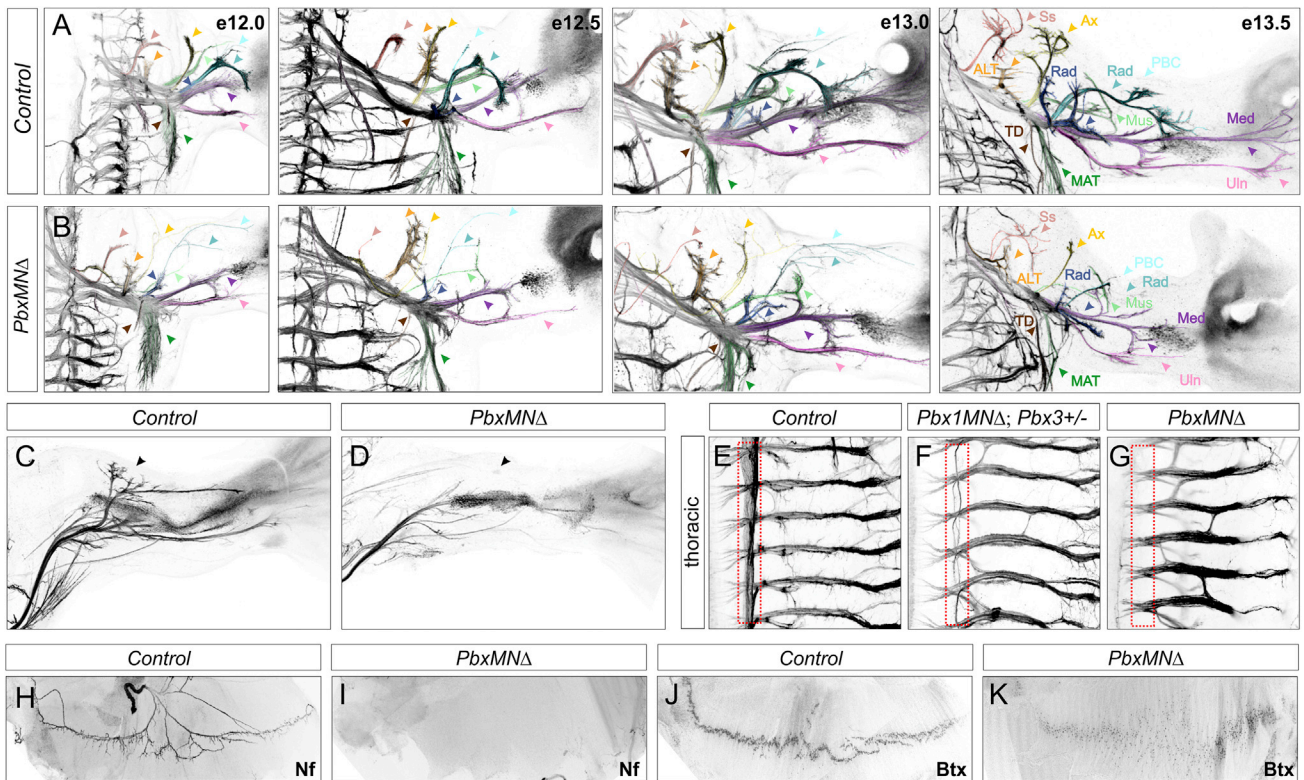 A
e12.0
e12.5
e13.0
e13.5
Control
Ss
Ax
ALT
Rad
Rad
PBC
Mus
TD
Med
MAT
Uln
B
PbxMNΔ
Ss
Ax
ALT
Rad
PBC
Rad
Mus
TD
Med
MAT
Uln
Control
PbxMNΔ
Control
Pbx1MNΔ; Pbx3+/-
PbxMNΔ
C
D
thoracic
E
F
G
Control
PbxMNΔ
Control
PbxMNΔ
H
Nf
I
Nf
J
Btx
K
Btx